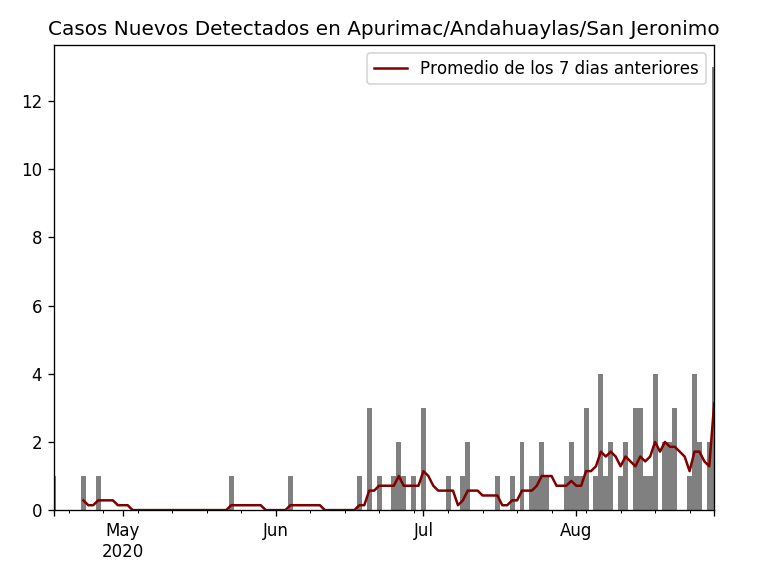 Casos Nuevos Detectados en Apurimac/Andahuaylas/San Jeronimo
Promedio de los 7 dias anteriores
12
10
8
6
4
2
0
May Jun Jul Aug
2020